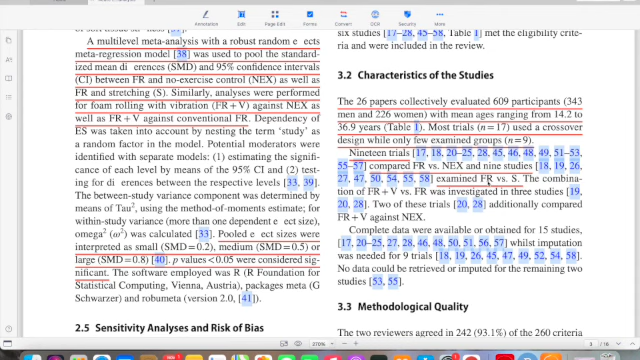 Annotation
Edit
Page
Forms
Convert
OCR
Security
More
A multilevel meta-analysis with a robust random e ects
meta-regression model [38] was used to pool the standard-
ized mean di erences (SMD) and 95% confidence intervals
(CI) between FR and no-exercise control (NEX) as well as
FR and stretching (S). Similarly, analyses were performed
for foam rolling with vibration (FR + V) against NEX as
well as FR + V against conventional FR. Dependency of
ES was taken into account by nesting the term ‘study’ as
a random factor in the model. Potential moderators were
identified with separate models: (1) estimating the signific-
ance of each level by means of the 95% CI and (2) test-
ing for di erences between the respective levels [33, 39].
The between-study variance component was determined by
means of Tau², using the method-of-moments estimate; for
within-study variance (more than one dependent e ect size),
omega² (ω²) was calculated [33]. Pooled e ect sizes were
interpreted as small (SMD = 0.2), medium (SMD = 0.5) or
large (SMD = 0.8) [40]. p values < 0.05 were considered sig-
nificant. The software employed was R (R Foundation for
Statistical Computing, Vienna, Austria), packages meta (G
Schwarzer) and robumeta (version 2.0, [41]).
2.5 Sensitivity Analyses and Risk of Bias
six studies [17–28, 45–58], Table 1) met the eligibility crite-
ria and were included in the review.
3.2 Characteristics of the Studies
The 26 papers collectively evaluated 609 participants (343
men and 226 women) with mean ages ranging from 14.2 to
36.9 years (Table 1). Most trials (n = 17) used a crossover
design while only few examined groups (n = 9).
Nineteen trials [17, 18, 20–25, 28, 45, 46, 48, 49, 51–53,
55–57] compared FR vs. NEX and nine studies [18, 19, 26,
27, 47, 50, 54, 55, 58] examined FR vs. S. The combina-
tion of FR + V vs. FR was investigated in three studies [19,
20, 28]. Two of these trials [20, 28] additionally compared
FR + V against NEX.
Complete data were available or obtained for 15 studies,
[17, 20–25, 27, 28, 46, 48, 50, 51, 56, 57] whilst imputation
was needed for 9 trials [18, 19, 26, 45, 47, 49, 52, 54, 58].
No data could be retrieved or imputed for the remaining two
studies [53, 55].
3.3 Methodological Quality
The two reviewers agreed in 242 (93.1%) of the 260 criteria
270%
3 / 16